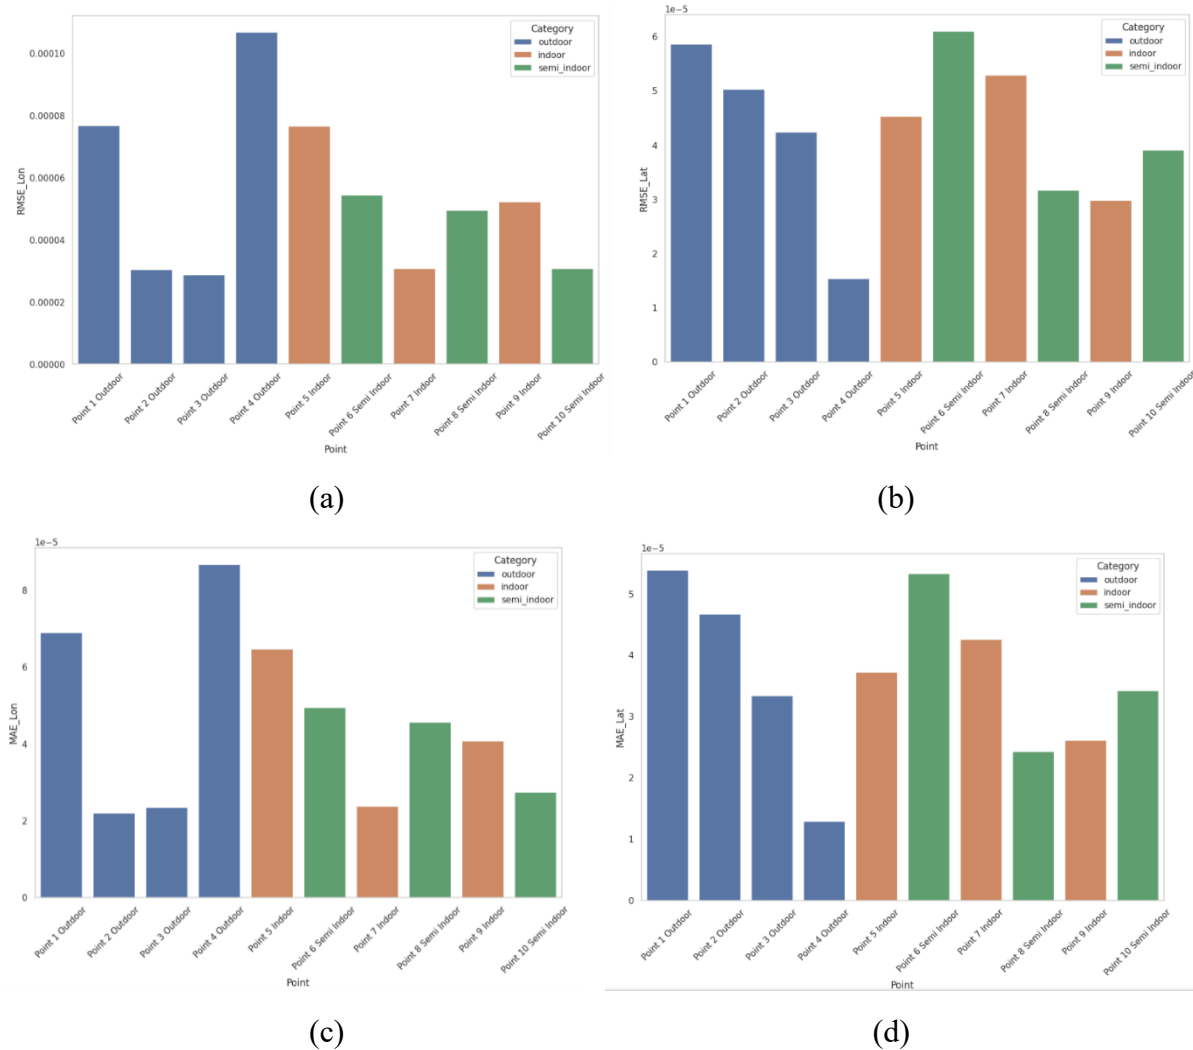 Category
outdoor
indoor
semi_indoor
RMSE_Lon
0.00010
0.00008
0.00006
0.00004
0.00002
0.00000
Point 1 Outdoor
Point 2 Outdoor
Point 3 Outdoor
Point 4 Outdoor
Point 5 Indoor
Point 6 Semi Indoor
Point 7 Indoor
Point 8 Semi Indoor
Point 9 Indoor
Point 10 Semi Indoor
Point
(a)
1e−5
Category
outdoor
indoor
semi_indoor
RMSE_Lat
6
5
4
3
2
1
0
Point 1 Outdoor
Point 2 Outdoor
Point 3 Outdoor
Point 4 Outdoor
Point 5 Indoor
Point 6 Semi Indoor
Point 7 Indoor
Point 8 Semi Indoor
Point 9 Indoor
Point 10 Semi Indoor
Point
(b)
1e−5
Category
outdoor
indoor
semi_indoor
MAE_Lon
8
6
4
2
0
Point 1 Outdoor
Point 2 Outdoor
Point 3 Outdoor
Point 4 Outdoor
Point 5 Indoor
Point 6 Semi Indoor
Point 7 Indoor
Point 8 Semi Indoor
Point 9 Indoor
Point 10 Semi Indoor
Point
(c)
1e−5
Category
outdoor
indoor
semi_indoor
MAE_Lat
5
4
3
2
1
0
Point 1 Outdoor
Point 2 Outdoor
Point 3 Outdoor
Point 4 Outdoor
Point 5 Indoor
Point 6 Semi Indoor
Point 7 Indoor
Point 8 Semi Indoor
Point 9 Indoor
Point 10 Semi Indoor
Point
(d)